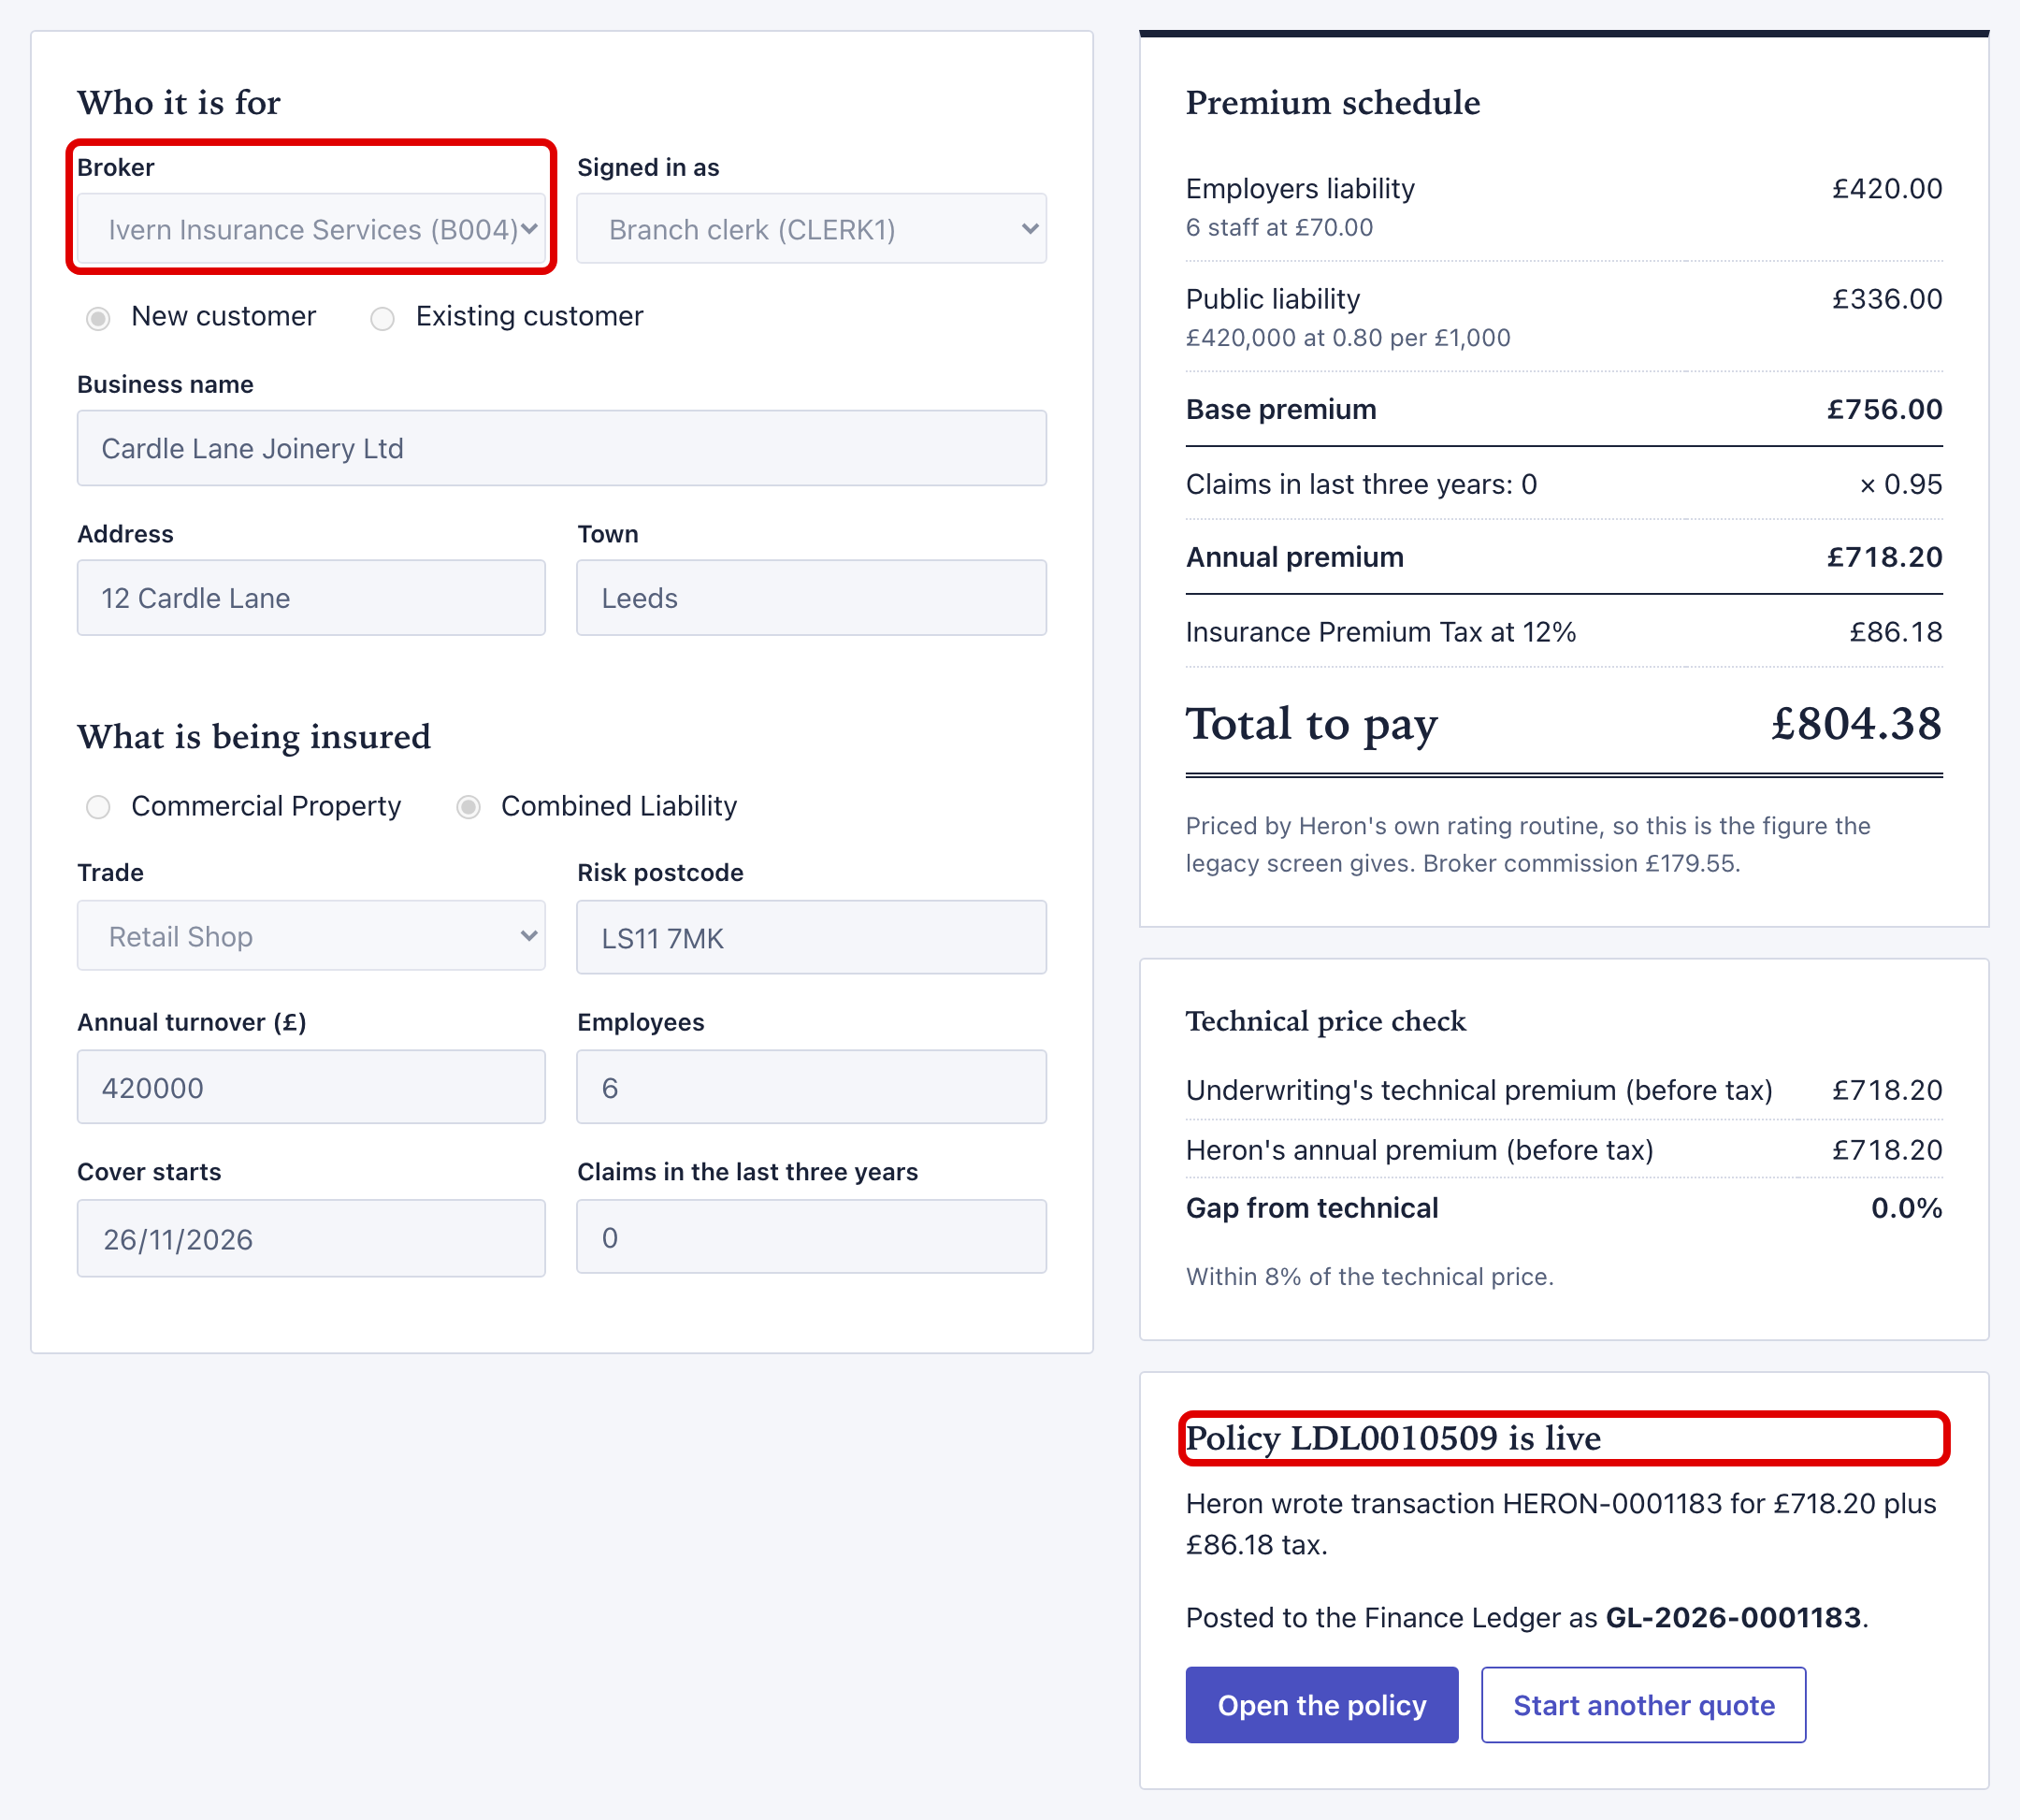 Who it is for
Broker
Signed in as
Ivern Insurance Services (B004)
Branch clerk (CLERK1)
New customer
Existing customer
Business name
Cardle Lane Joinery Ltd
Address
Town
12 Cardle Lane
Leeds
What is being insured
Commercial Property
Combined Liability
Trade
Risk postcode
Retail Shop
LS11 7MK
Annual turnover (£)
Employees
420000
6
Cover starts
Claims in the last three years
26/11/2026
0
Premium schedule
Employers liability £420.00
6 staff at £70.00
Public liability £336.00
£420,000 at 0.80 per £1,000
Base premium £756.00
Claims in last three years: 0 × 0.95
Annual premium £718.20
Insurance Premium Tax at 12% £86.18
Total to pay £804.38
Priced by Heron's own rating routine, so this is the figure the
legacy screen gives. Broker commission £179.55.
Technical price check
Underwriting's technical premium (before tax) £718.20
Heron's annual premium (before tax) £718.20
Gap from technical 0.0%
Within 8% of the technical price.
Policy LDL0010509 is live
Heron wrote transaction HERON-0001183 for £718.20 plus
£86.18 tax.
Posted to the Finance Ledger as GL-2026-0001183.
Open the policy
Start another quote